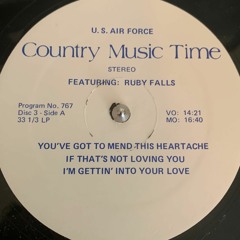 U. S. AIR FORCE
Country Music Time
STEREO
FEATURING: RUBY FALLS
Program No. 767
Disc 3 - Side A
33 1/3 LP
VO: 14:21
MO: 16:40
YOU'VE GOT TO MEND THIS HEARTACHE
IF THAT'S NOT LOVING YOU
I'M GETTIN' INTO YOUR LOVE